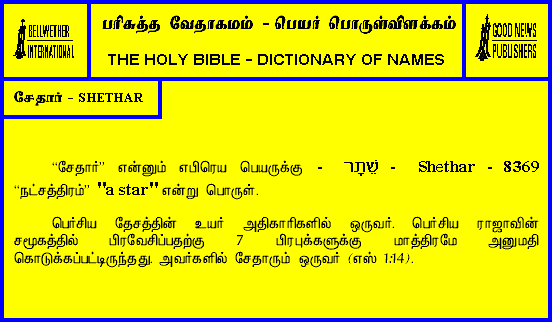 BELLWETHER
INTERNATIONAL
பரிசுத்த வேதாகமம் - பெயர் பொருள்விளக்கம்
THE HOLY BIBLE - DICTIONARY OF NAMES
GOOD NEWS
PUBLISHERS
சேதார் - SHETHAR
“சேதார்” என்னும் எபிரெய பெயருக்கு - שֵׁתָר - Shethar - 8369
“நட்சத்திரம்” "a star" என்று பொருள்.
பெர்சிய தேசத்தின் உயர் அதிகாரிகளில் ஒருவர். பெர்சிய ராஜாவின்
சமூகத்தில் பிரவேசிப்பதற்கு 7 பிரபுக்களுக்கு மாத்திரமே அனுமதி
கொடுக்கப்பட்டிருந்தது. அவர்களில் சேதாரும் ஒருவர் (எஸ் 1:14).